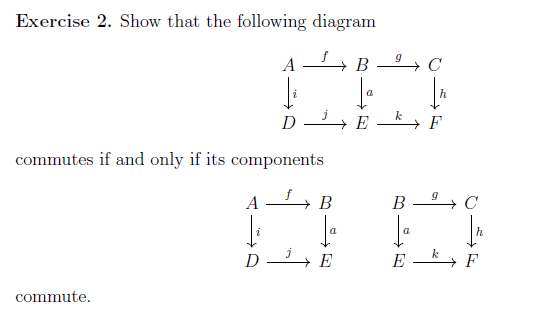 Exercise 2. Show that the following diagram
f g
A B C
i a h
j k
D E F
commutes if and only if its components
f g
A B B C
i a a h
j k
D E E F
commute.